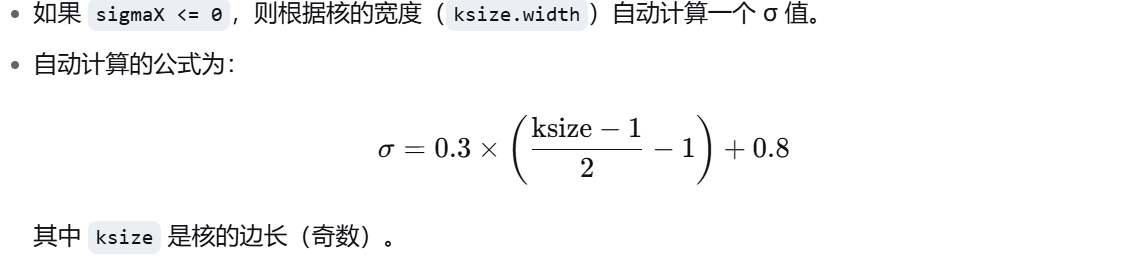 如果 sigmaX <= 0，则根据核的宽度（ksize.width）自动计算一个 σ 值。
自动计算的公式为：
σ = 0.3 × ( (ksize − 1) / 2 − 1 ) + 0.8
其中 ksize 是核的边长（奇数）。